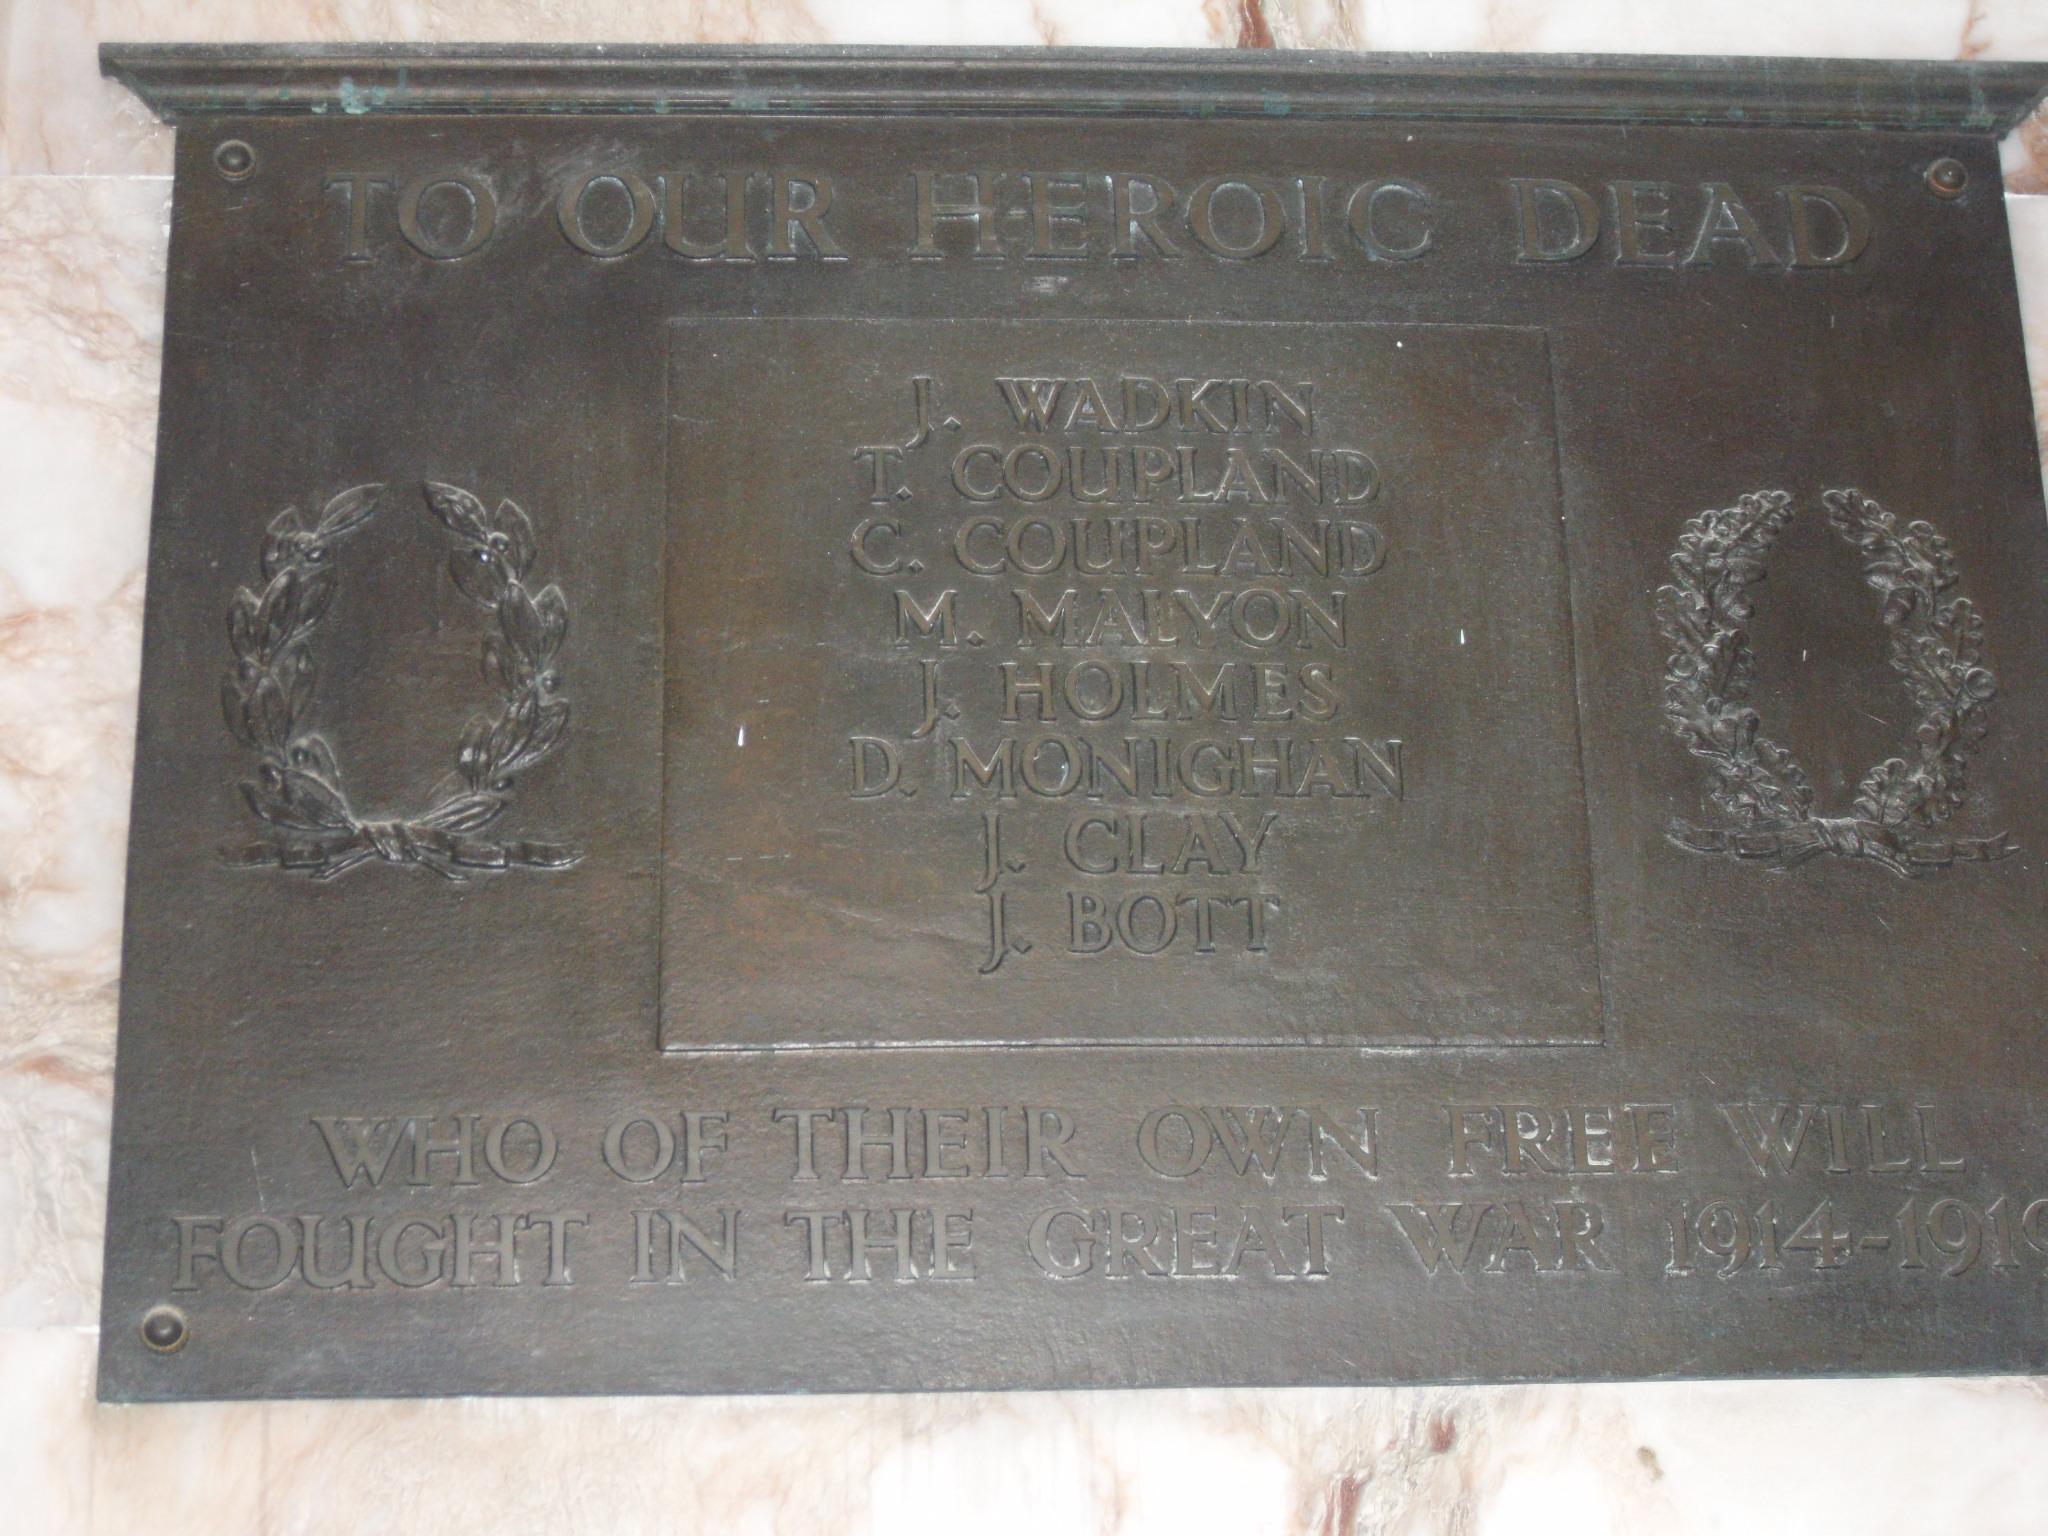 TO OUR HEROIC DEAD
J. WADKIN
T. COUPLAND
C. COUPLAND
M. MALYON
J. HOLMES
D. MONIGHAN
J. CLAY
J. BOTT
WHO OF THEIR OWN FREE WILL
FOUGHT IN THE GREAT WAR 1914-1919